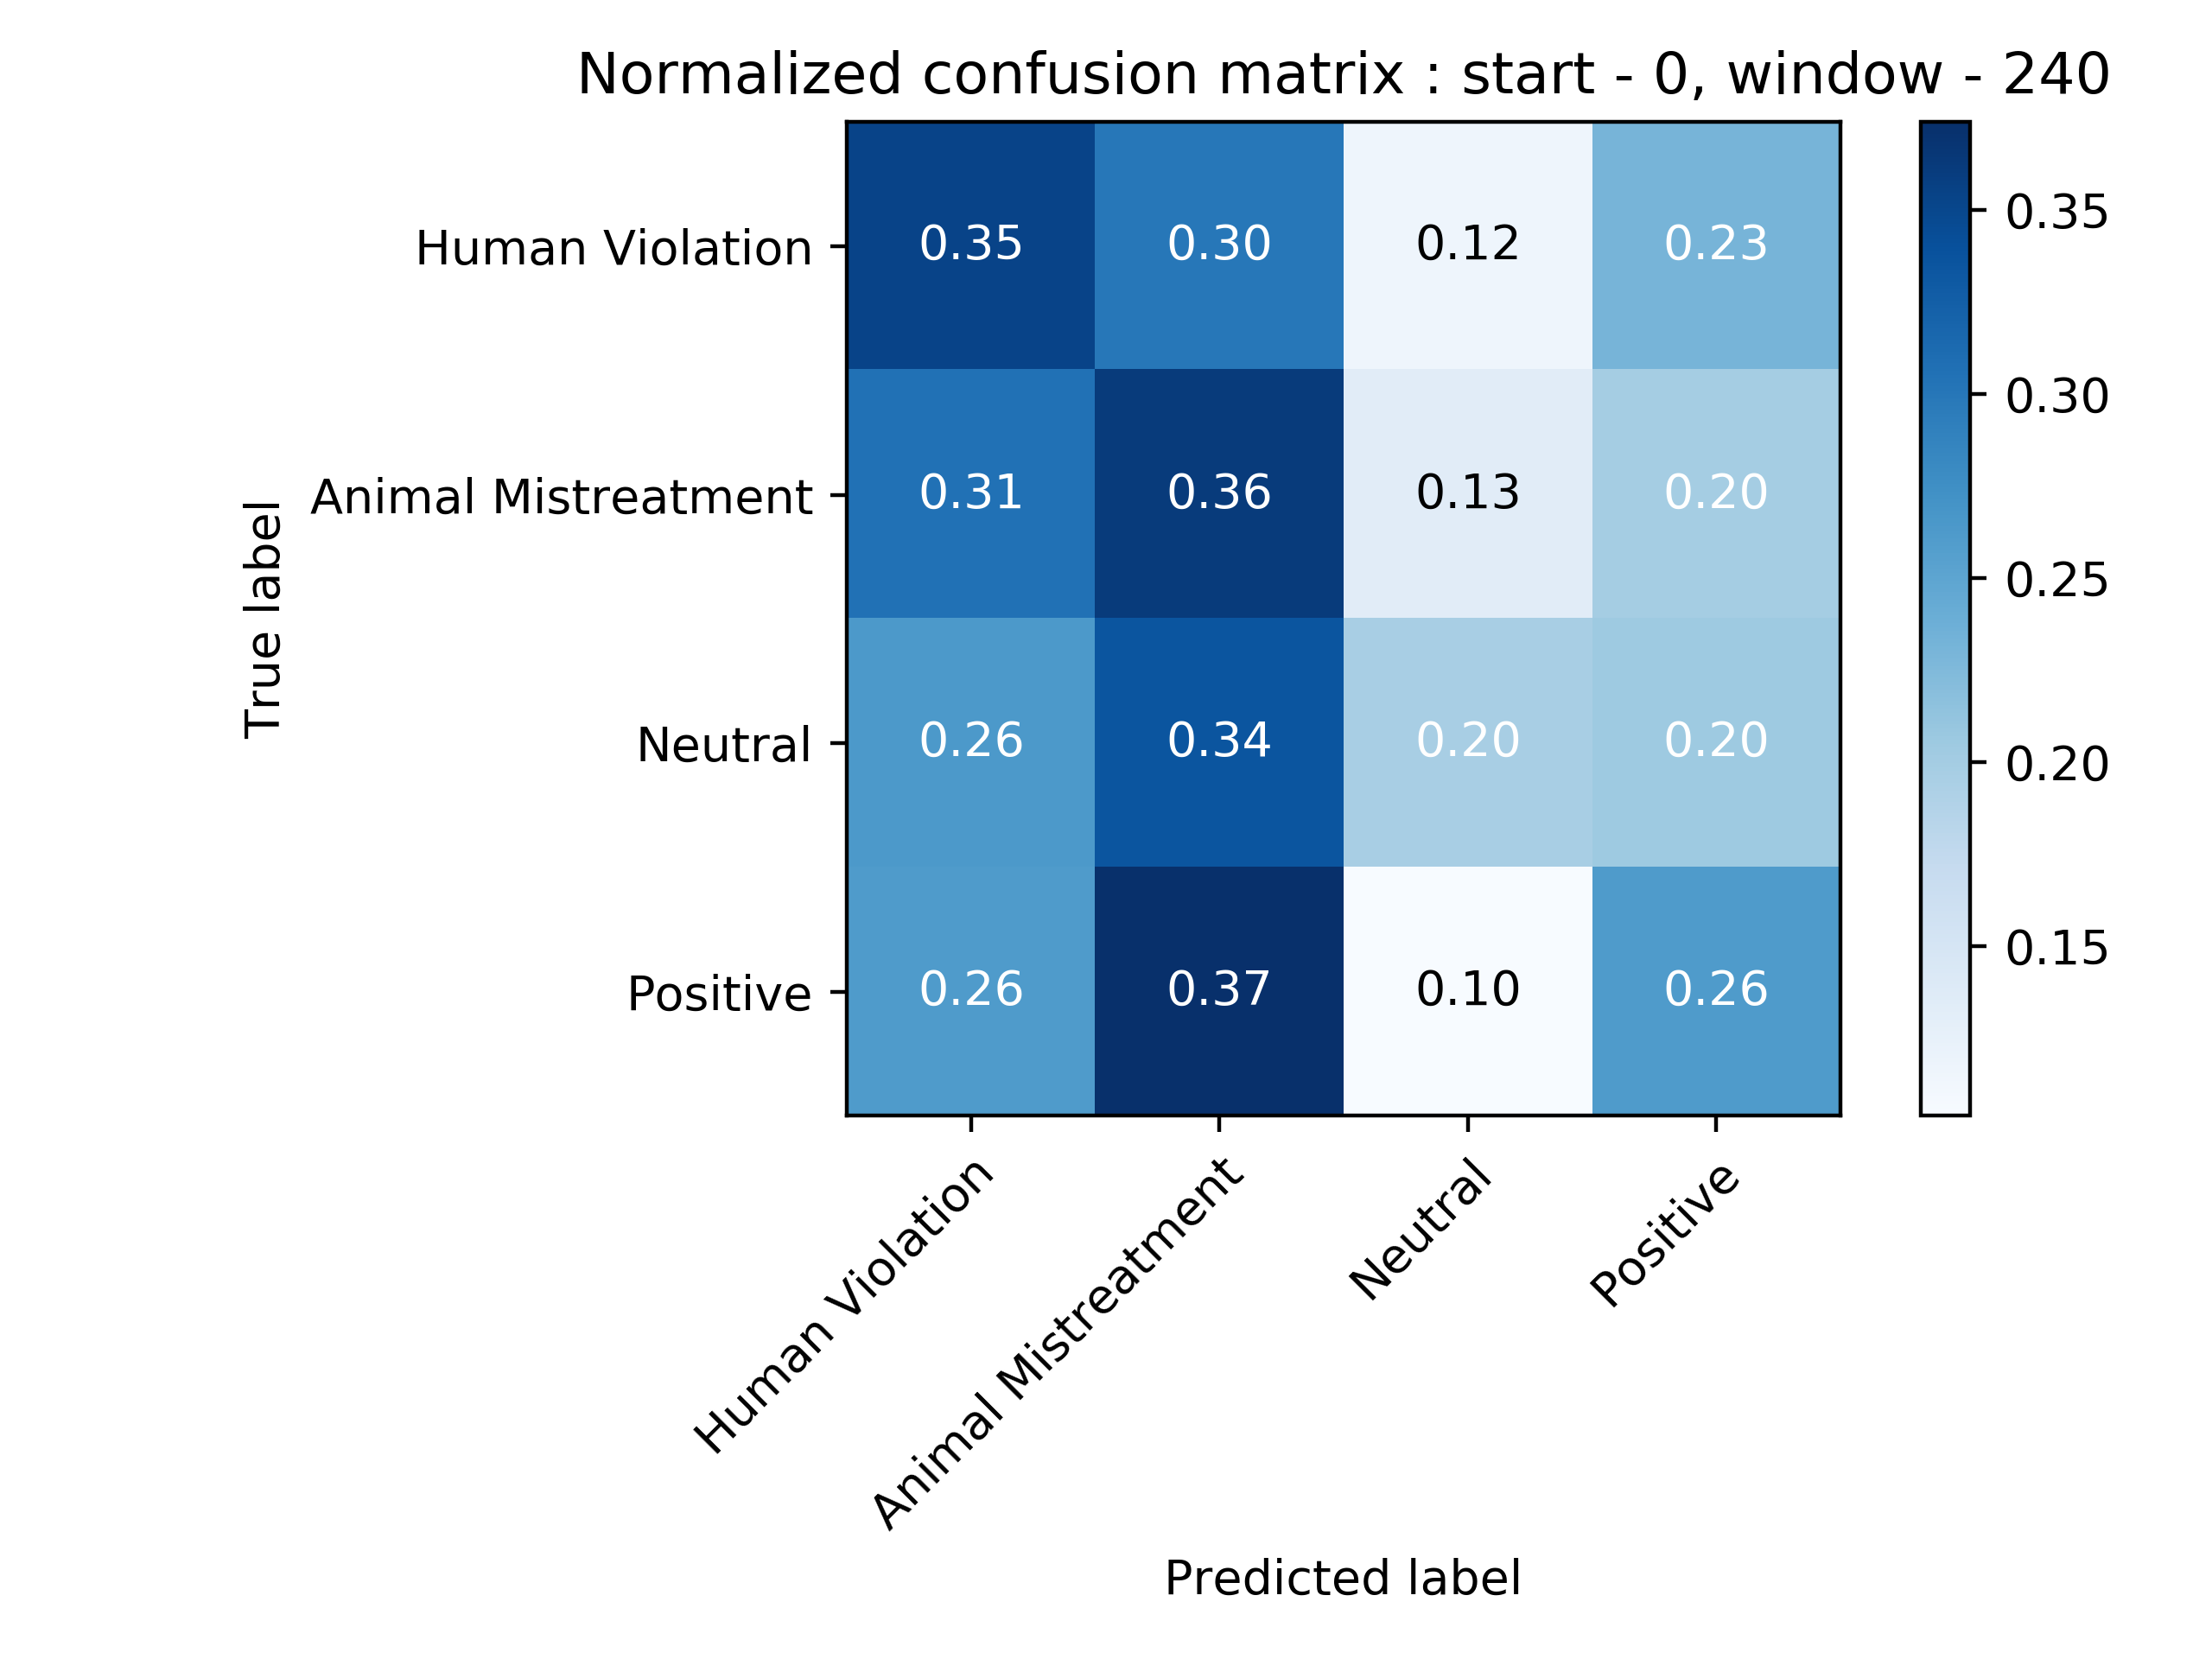 Normalized confusion matrix : start - 0, window - 240
True label
Human Violation
Animal Mistreatment
Neutral
Positive
0.35 0.30 0.12 0.23
0.31 0.36 0.13 0.20
0.26 0.34 0.20 0.20
0.26 0.37 0.10 0.26
0.35
0.30
0.25
0.20
0.15
Human Violation
Animal Mistreatment
Neutral
Positive
Predicted label